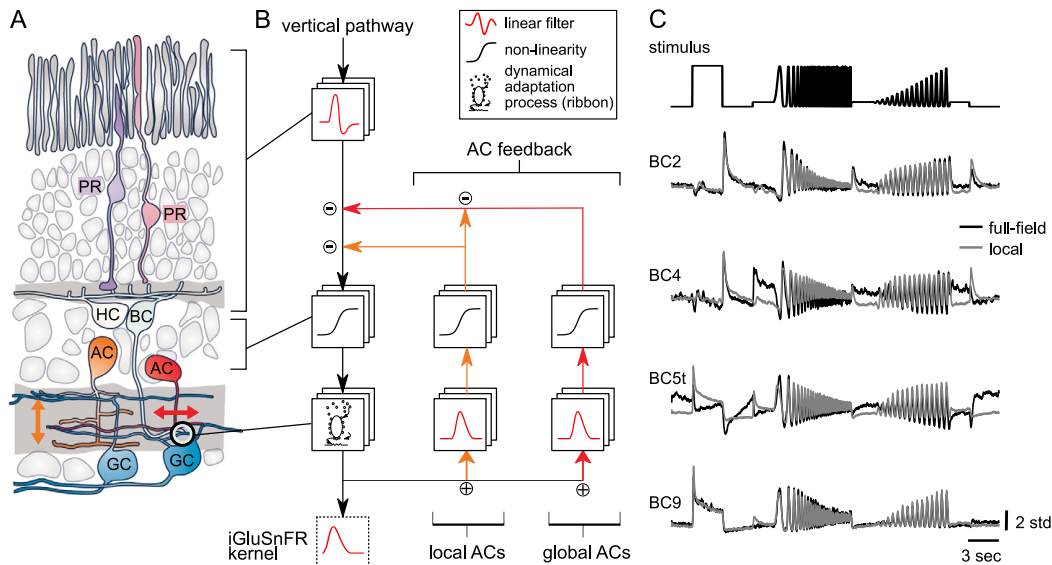 A
PR
PR
HC
BC
AC
AC
GC
GC
B
vertical pathway
linear filter
non-linearity
dynamical
adaptation
process (ribbon)
AC feedback
iGluSnFR
kernel
local ACs
global ACs
C
stimulus
BC2
full-field
local
BC4
BC5t
BC9
2 std
3 sec